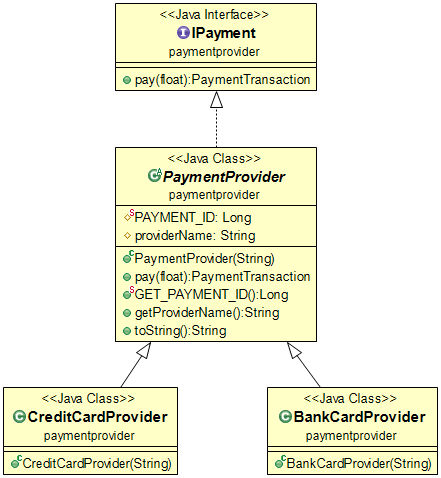 <<Java Interface>>
IPayment
paymentprovider
pay(float):PaymentTransaction
<<Java Class>>
PaymentProvider
paymentprovider
PAYMENT_ID: Long
providerName: String
PaymentProvider(String)
pay(float):PaymentTransaction
GET_PAYMENT_ID():Long
getProviderName():String
toString():String
<<Java Class>>
CreditCardProvider
paymentprovider
CreditCardProvider(String)
<<Java Class>>
BankCardProvider
paymentprovider
BankCardProvider(String)